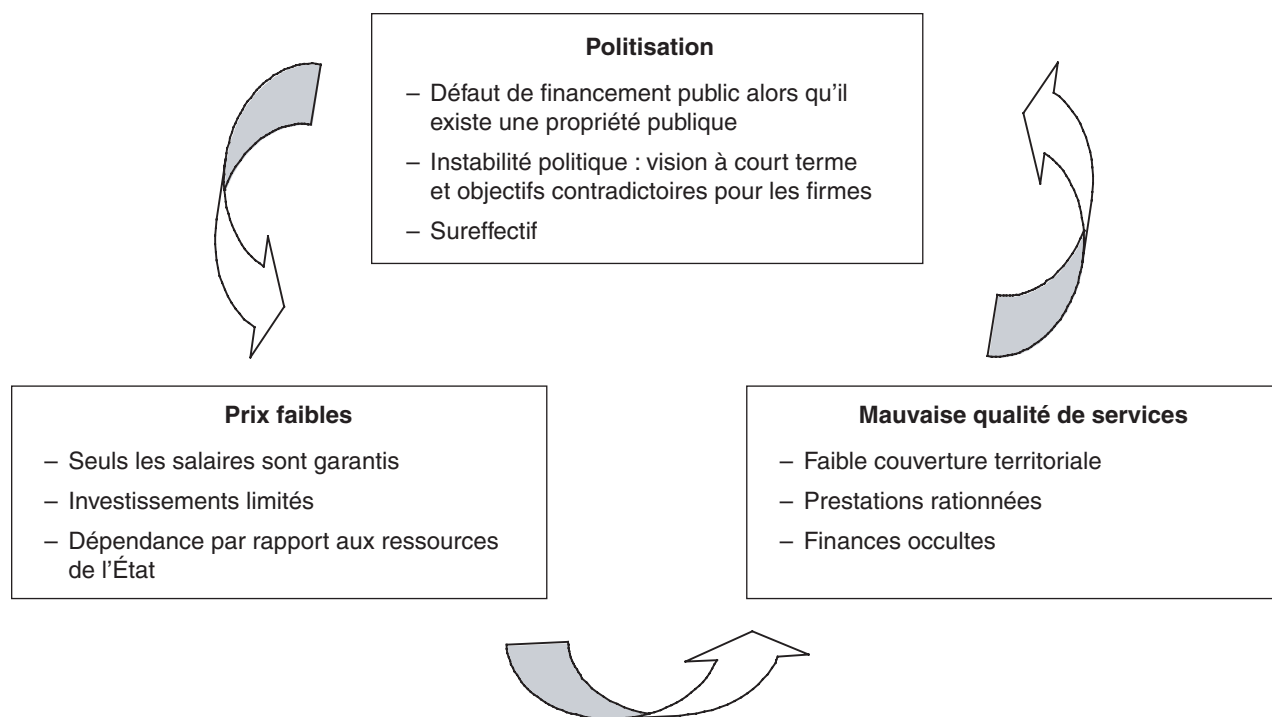 Politisation
– Défaut de financement public alors qu'il
existe une propriété publique
– Instabilité politique : vision à court terme
et objectifs contradictoires pour les firmes
– Sureffectif
Prix faibles
– Seuls les salaires sont garantis
– Investissements limités
– Dépendance par rapport aux ressources
de l'État
Mauvaise qualité de services
– Faible couverture territoriale
– Prestations rationnées
– Finances occultes